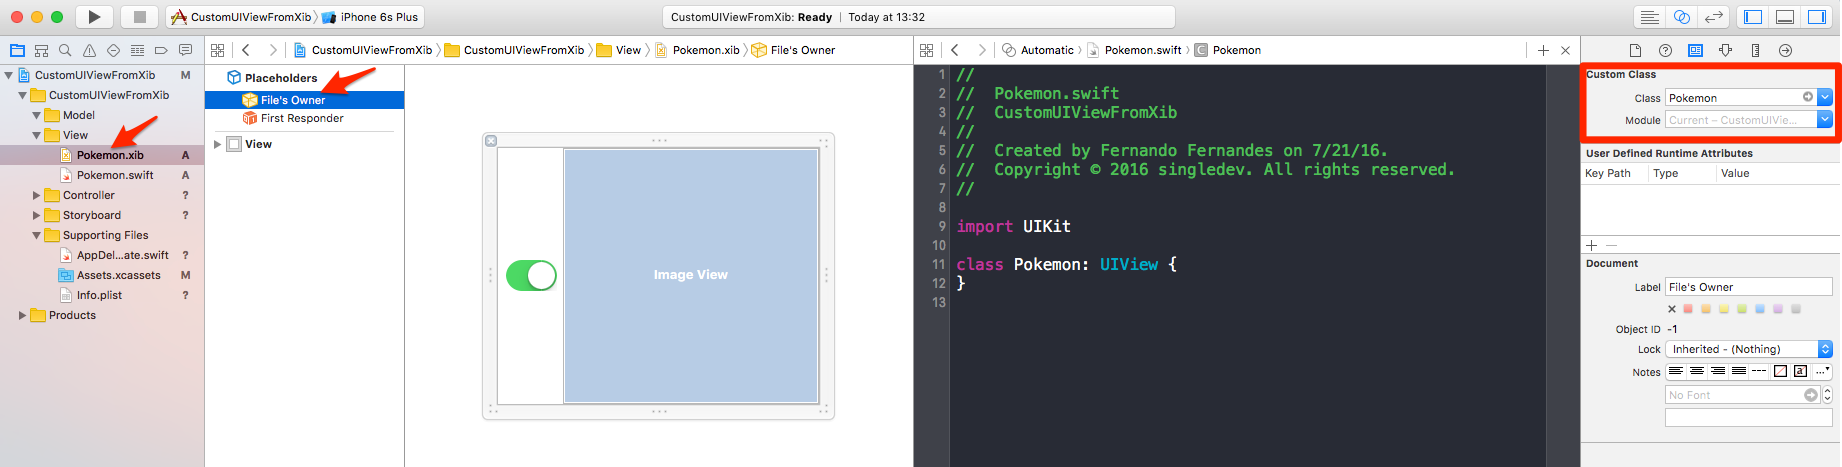 CustomUIViewFromXib 〉 iPhone 6s Plus
CustomUIViewFromXib: Ready | Today at 13:32
CustomUIViewFromXib 〉 CustomUIViewFromXib 〉 View 〉 Pokemon.xib 〉 File's Owner
Automatic 〉 Pokemon.swift 〉 C Pokemon
CustomUIViewFromXib M
CustomUIViewFromXib
Model
View
Pokemon.xib A
Pokemon.swift A
Controller ?
Storyboard ?
Supporting Files
AppDel...ate.swift ?
Assets.xcassets M
Info.plist ?
Products
Placeholders
File's Owner
First Responder
View
Image View
1 //
2 // Pokemon.swift
3 // CustomUIViewFromXib
4 //
5 // Created by Fernando Fernandes on 7/21/16.
6 // Copyright © 2016 singledev. All rights reserved.
7 //
8
9 import UIKit
10
11 class Pokemon: UIView {
12 }
13
Custom Class
Class Pokemon
Module Current – CustomUIVie...
User Defined Runtime Attributes
Key Path Type Value
Document
Label File's Owner
Object ID -1
Lock Inherited - (Nothing)
Notes
No Font